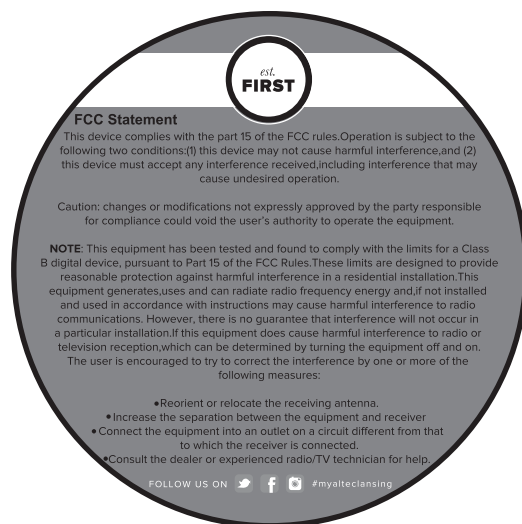 est.
FIRST
FCC Statement
This device complies with the part 15 of the FCC rules.Operation is subject to the
following two conditions:(1) this device may not cause harmful interference,and (2)
this device must accept any interference received,including interference that may
cause undesired operation.
Caution: changes or modifications not expressly approved by the party responsible
for compliance could void the user's authority to operate the equipment.
NOTE: This equipment has been tested and found to comply with the limits for a Class
B digital device, pursuant to Part 15 of the FCC Rules.These limits are designed to provide
reasonable protection against harmful interference in a residential installation.This
equipment generates,uses and can radiate radio frequency energy and,if not installed
and used in accordance with instructions may cause harmful interference to radio
communications. However, there is no guarantee that interference will not occur in
a particular installation.If this equipment does cause harmful interference to radio or
television reception,which can be determined by turning the equipment off and on.
The user is encouraged to try to correct the interference by one or more of the
following measures:
•Reorient or relocate the receiving antenna.
•Increase the separation between the equipment and receiver
•Connect the equipment into an outlet on a circuit different from that
to which the receiver is connected.
•Consult the dealer or experienced radio/TV technician for help.
FOLLOW US ON #myalteclansing